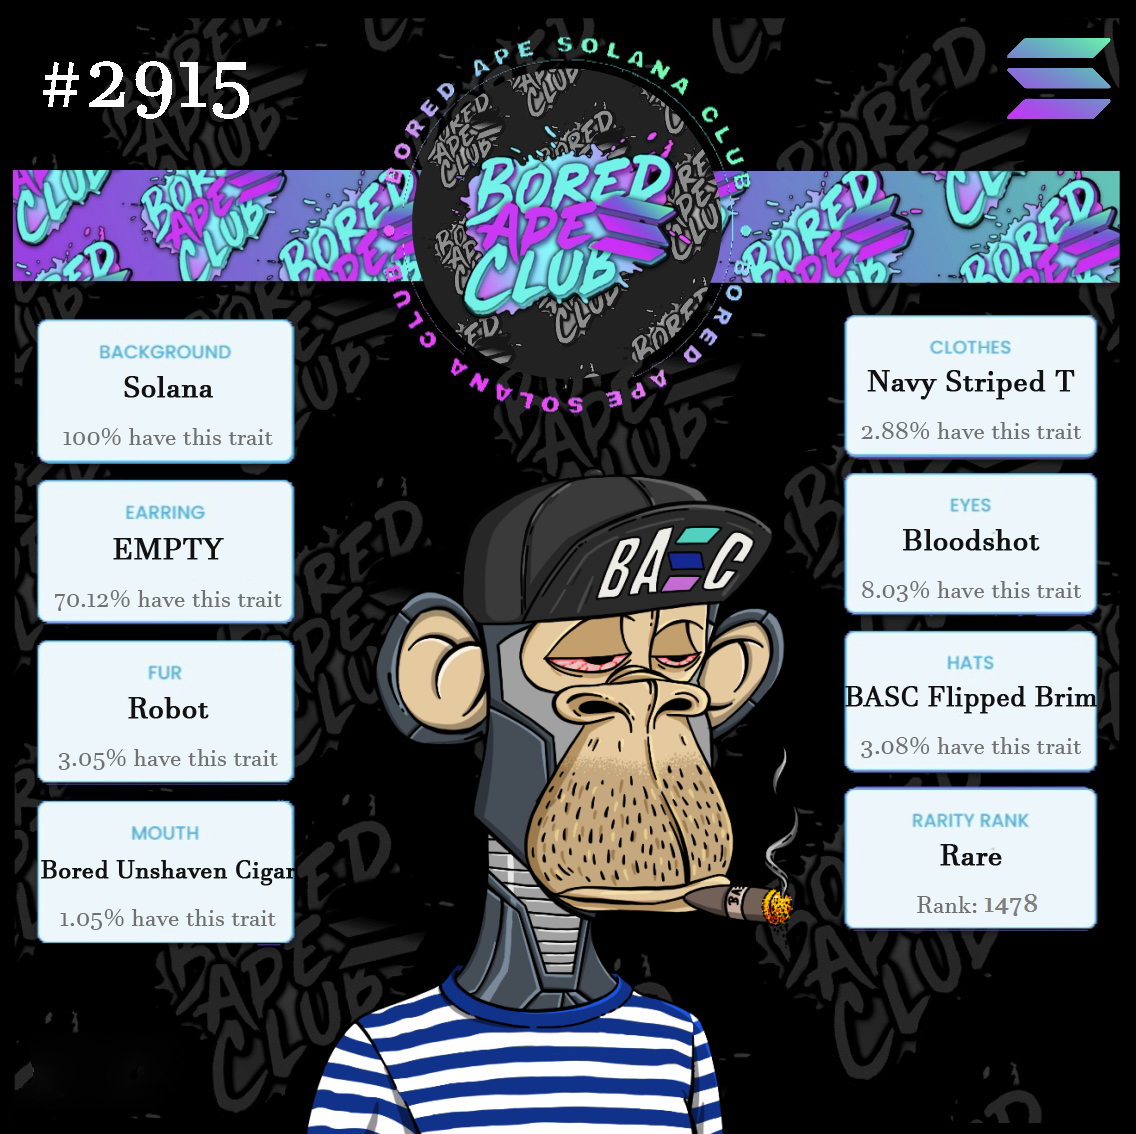 #2915
BORED APE SOLANA CLUB
BORED APE SOLANA CLUB
BORED
APE
CLUB
BACKGROUND
Solana
100% have this trait
EARRING
EMPTY
70.12% have this trait
FUR
Robot
3.05% have this trait
MOUTH
Bored Unshaven Cigar
1.05% have this trait
CLOTHES
Navy Striped T
2.88% have this trait
EYES
Bloodshot
8.03% have this trait
HATS
BASC Flipped Brim
3.08% have this trait
RARITY RANK
Rare
Rank: 1478
BASC
BA